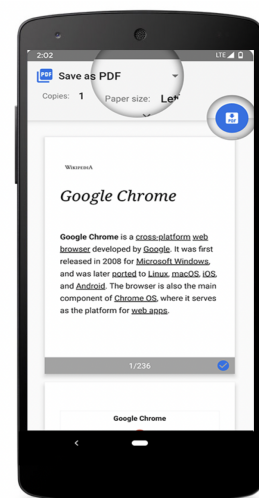 2:02
LTE
PDF
Save as PDF
Copies: 1 Paper size: Let
PDF
WIKIPEDIA
Google Chrome
Google Chrome is a cross-platform web
browser developed by Google. It was first
released in 2008 for Microsoft Windows,
and was later ported to Linux, macOS, iOS,
and Android. The browser is also the main
component of Chrome OS, where it serves
as the platform for web apps.
1/236
Google Chrome